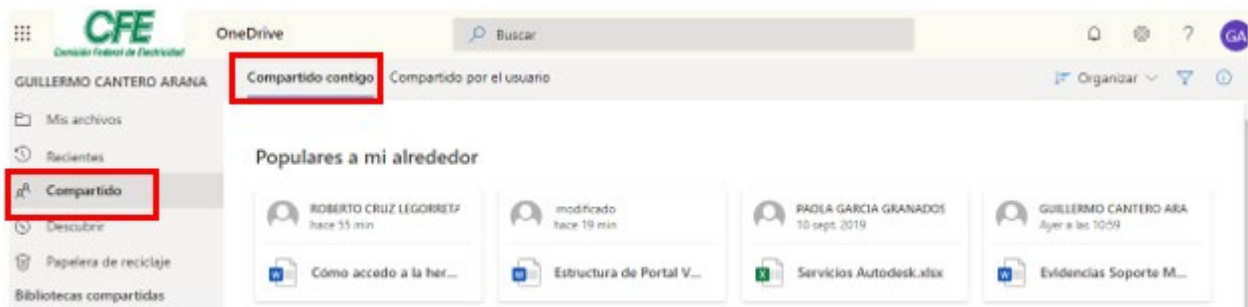 CFE
Comisión Federal de Electricidad
OneDrive
Buscar
?
GA
GUILLERMO CANTERO ARANA
Compartido contigo
Compartido por el usuario
Organizar
Mis archivos
Recientes
Compartido
Descubrir
Papelera de reciclaje
Bibliotecas compartidas
Populares a mi alrededor
ROBERTO CRUZ LEGORRETA
hace 55 min
Cómo accedo a la her...
modificado
hace 19 min
Estructura de Portal V...
PAOLA GARCIA GRANADOS
10 sept. 2019
Servicios Autodesk.xlsx
GUILLERMO CANTERO ARA
Ayer a las 10:59
Evidencias Soporte M...